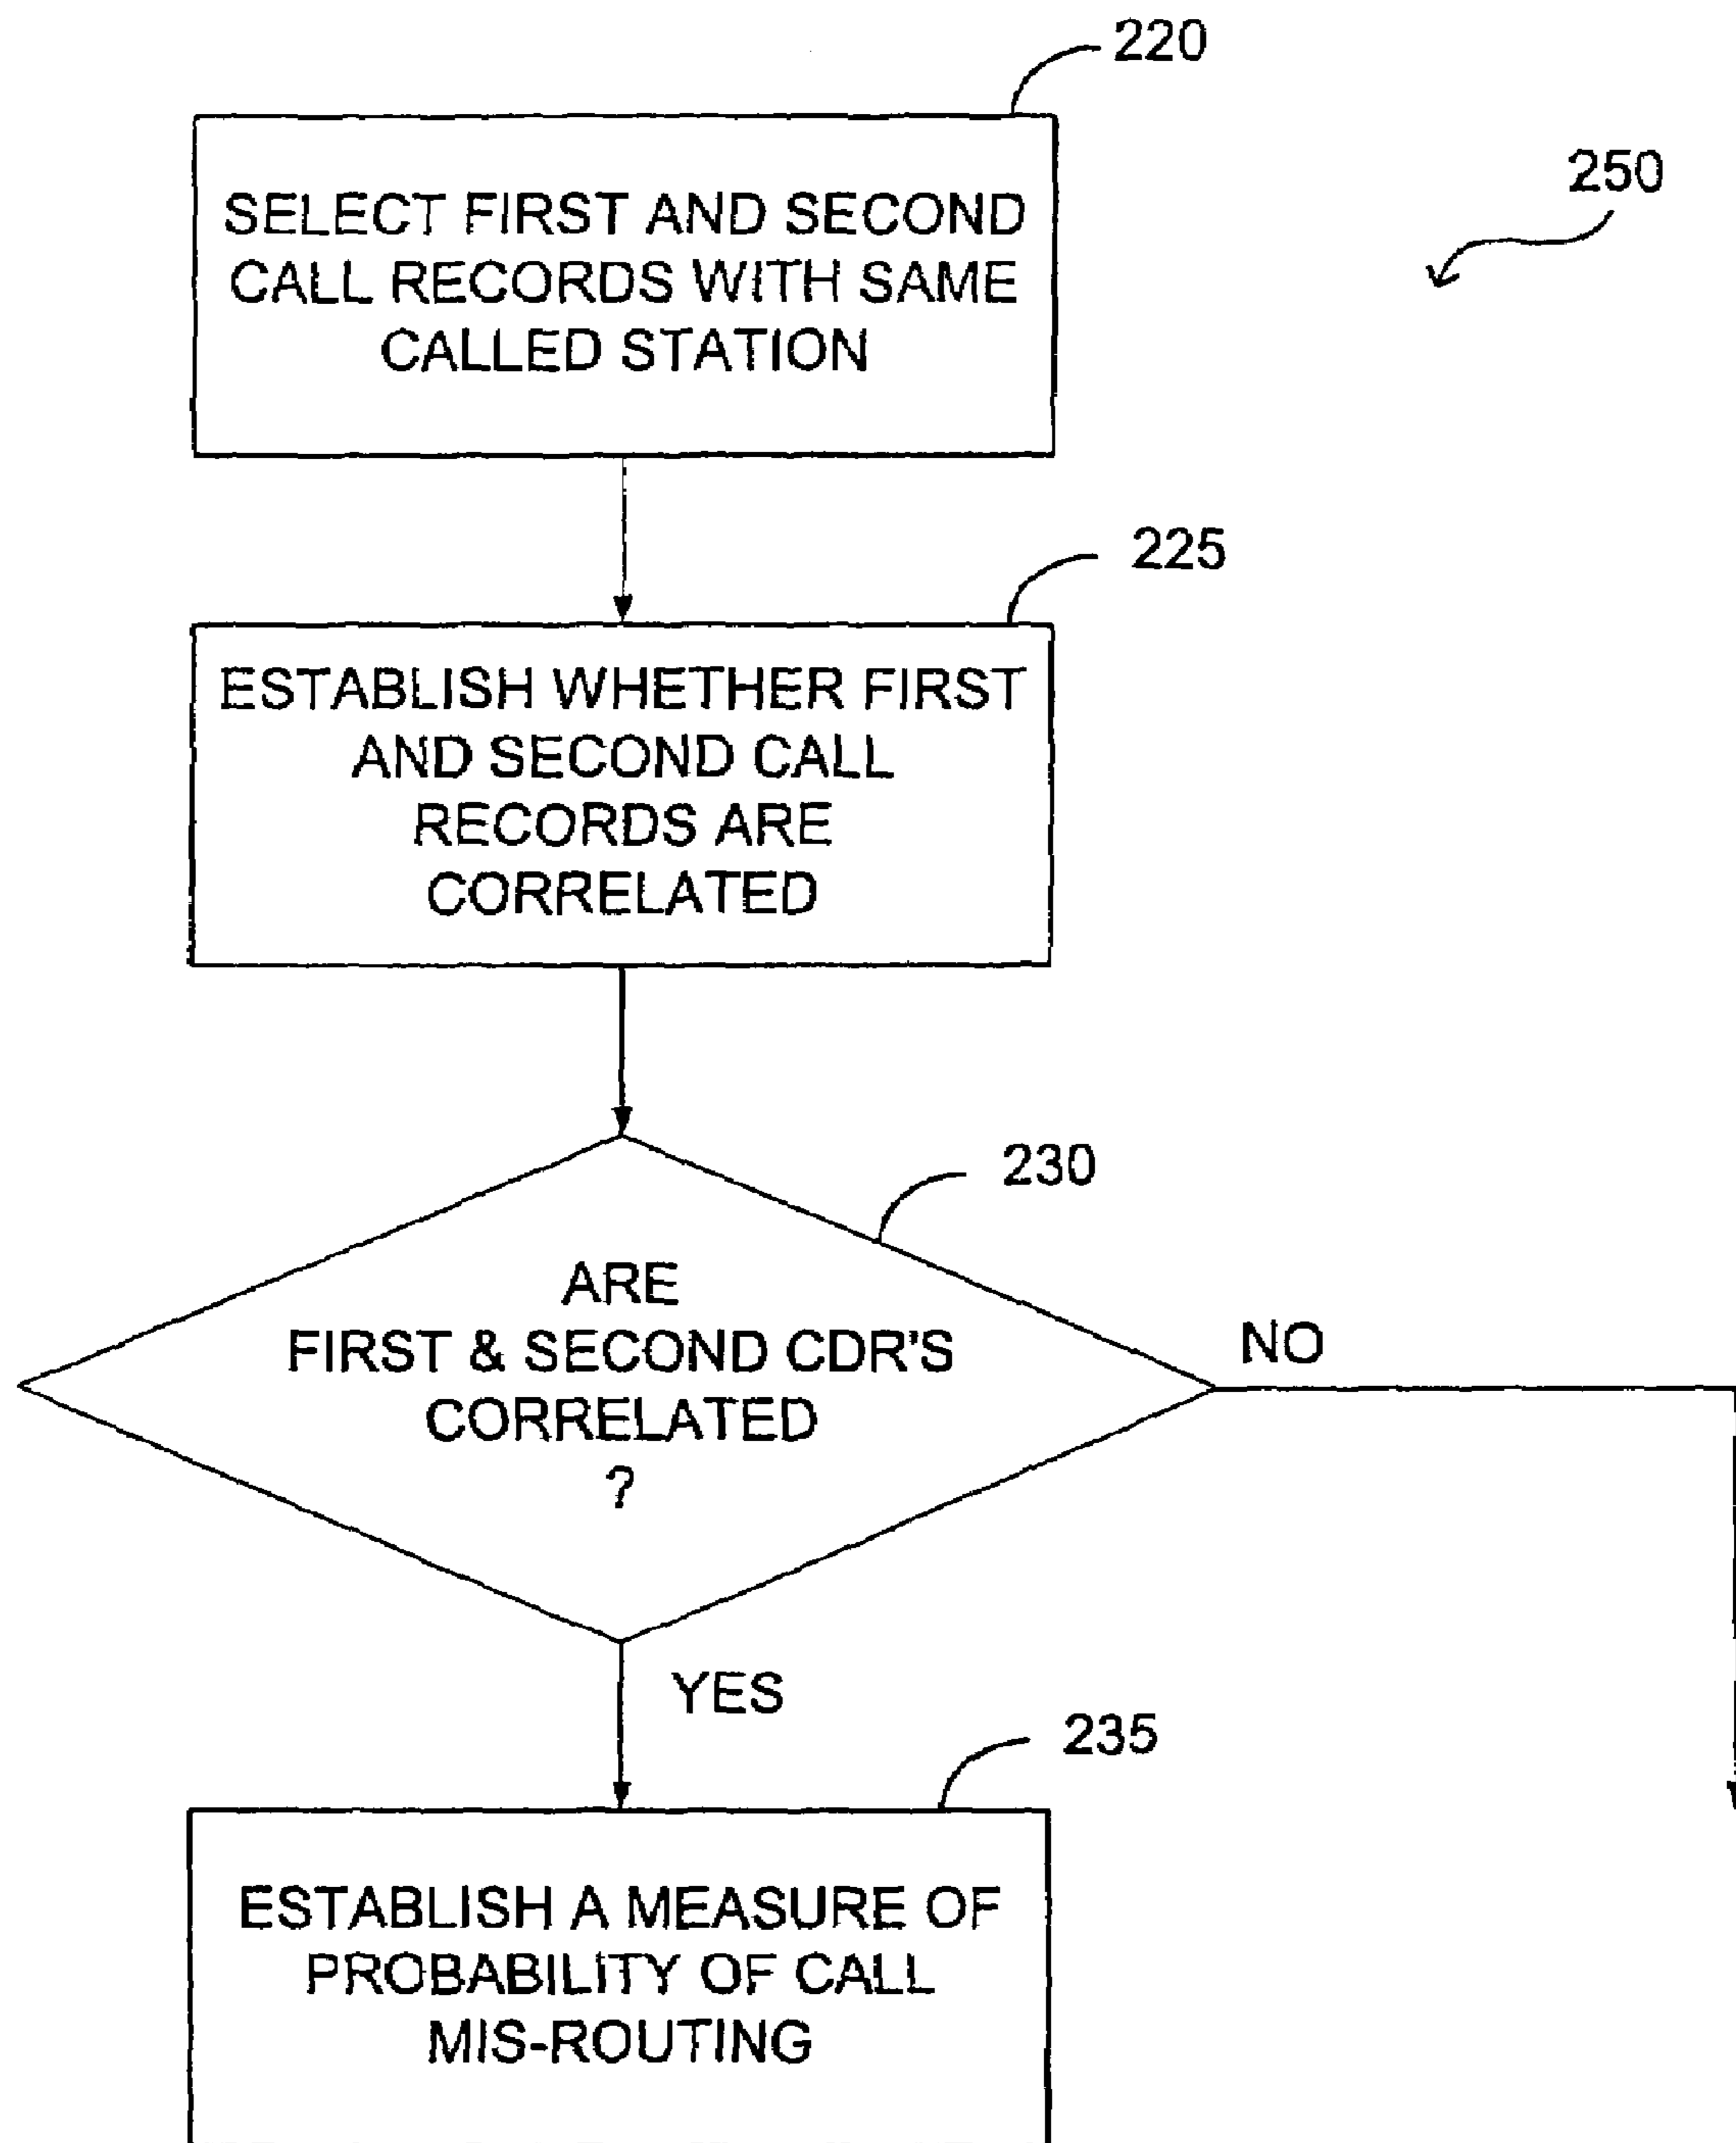 220
250
SELECT FIRST AND SECOND
CALL RECORDS WITH SAME
CALLED STATION
225
ESTABLISH WHETHER FIRST
AND SECOND CALL
RECORDS ARE
CORRELATED
230
ARE
FIRST & SECOND CDR'S
CORRELATED
?
NO
YES
235
ESTABLISH A MEASURE OF
PROBABILITY OF CALL
MIS-ROUTING